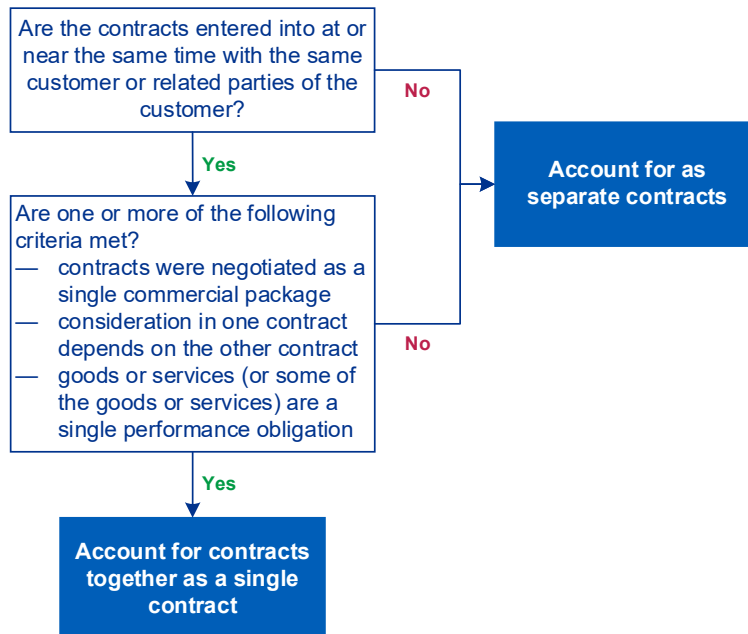 Are the contracts entered into at or
near the same time with the same
customer or related parties of the
customer?
No
Yes
Account for as
separate contracts
Are one or more of the following
criteria met?
— contracts were negotiated as a
single commercial package
— consideration in one contract
depends on the other contract
— goods or services (or some of
the goods or services) are a
single performance obligation
No
Yes
Account for contracts
together as a single
contract